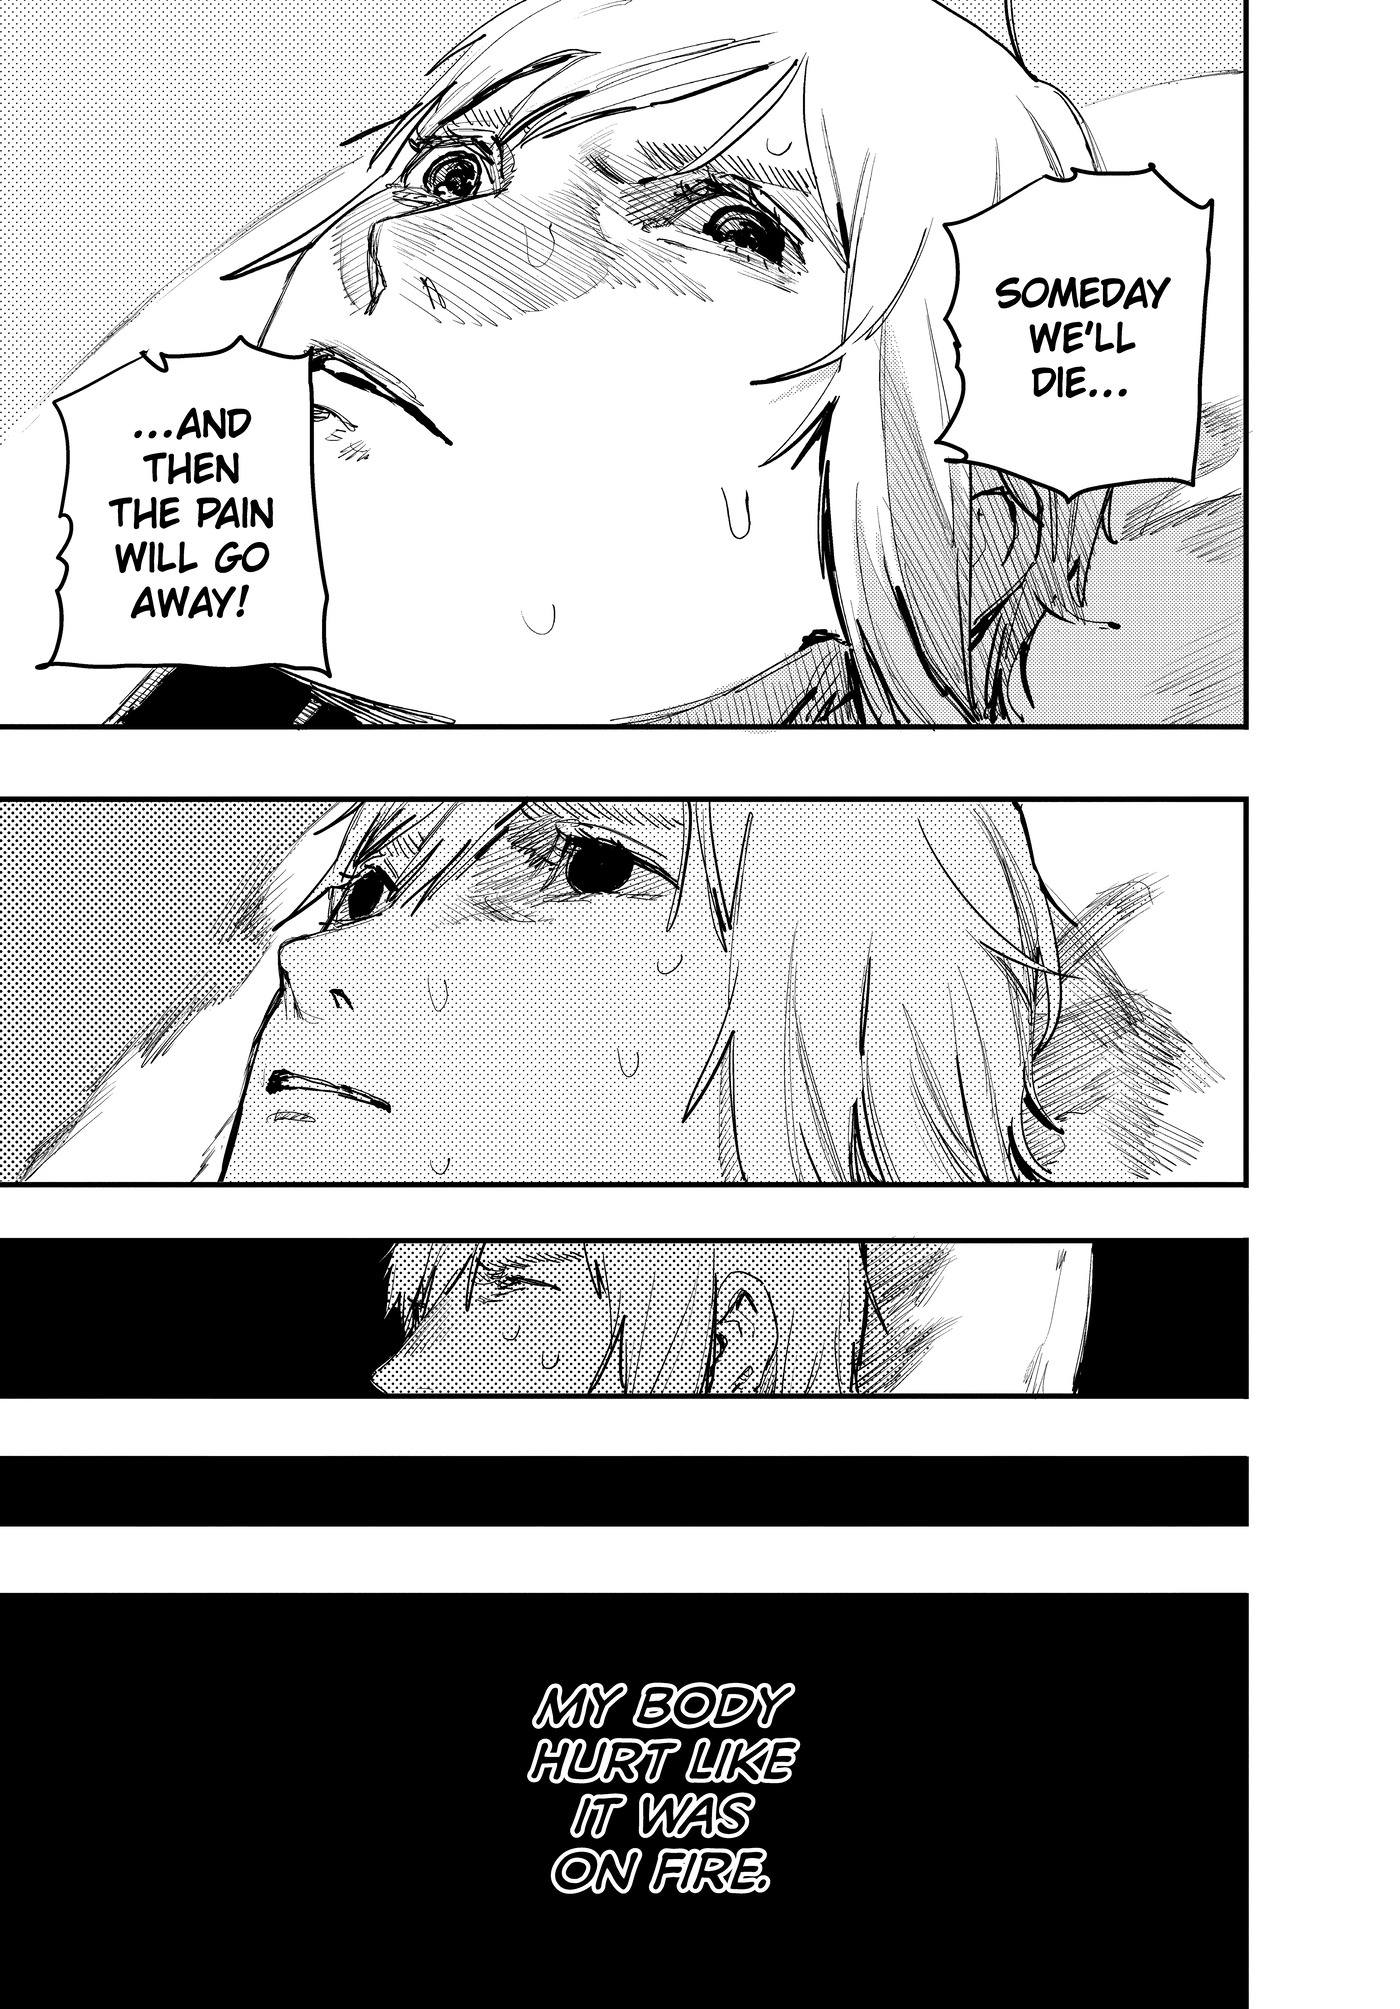 SOMEDAY
WE'LL
DIE...
...AND
THEN
THE PAIN
WILL GO
AWAY!
MY BODY
HURT LIKE
IT WAS
ON FIRE.